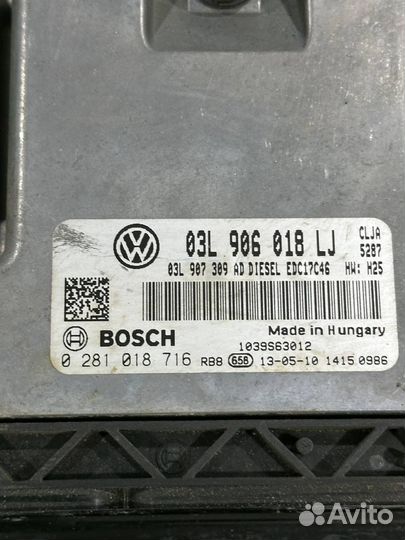 03L 906 018 LJ
CLJA
5287
03L 907 309 AD DIESEL EDC17C46 HW: H25
Made in Hungary
BOSCH
1039S63012
0 281 018 716 RB8 658 13-05-10 1415 0986
Avito